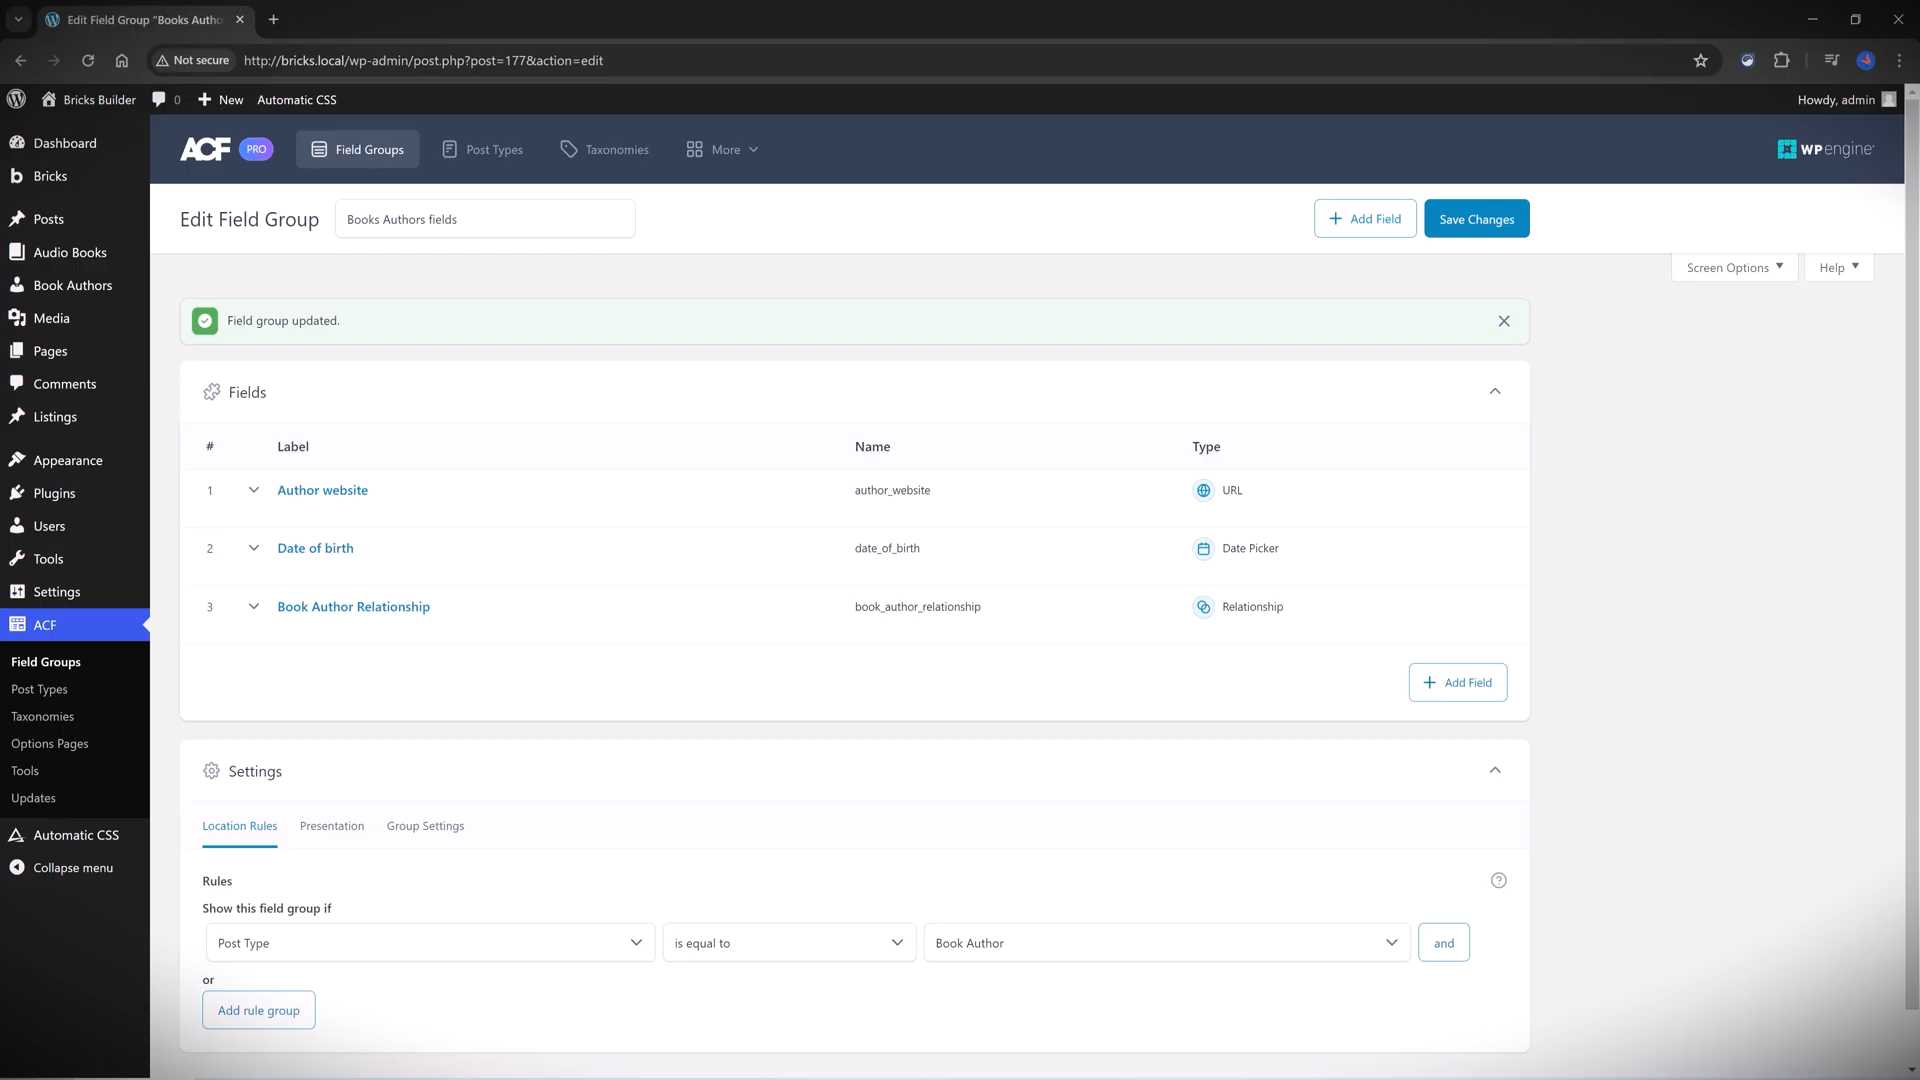 Edit Field Group "Books Autho
Not secure
http://bricks.local/wp-admin/post.php?post=177&action=edit
Bricks Builder
0
New
Automatic CSS
Howdy, admin
Dashboard
Bricks
Posts
Audio Books
Book Authors
Media
Pages
Comments
Listings
Appearance
Plugins
Users
Tools
Settings
ACF
Field Groups
Post Types
Taxonomies
Options Pages
Tools
Updates
Automatic CSS
Collapse menu
ACF PRO
Field Groups
Post Types
Taxonomies
More
WP engine
Edit Field Group
Books Authors fields
Add Field
Save Changes
Screen Options
Help
Field group updated.
Fields
# Label Name Type
1 Author website author_website URL
2 Date of birth date_of_birth Date Picker
3 Book Author Relationship book_author_relationship Relationship
Add Field
Settings
Location Rules Presentation Group Settings
Rules
Show this field group if
Post Type is equal to Book Author and
or
Add rule group